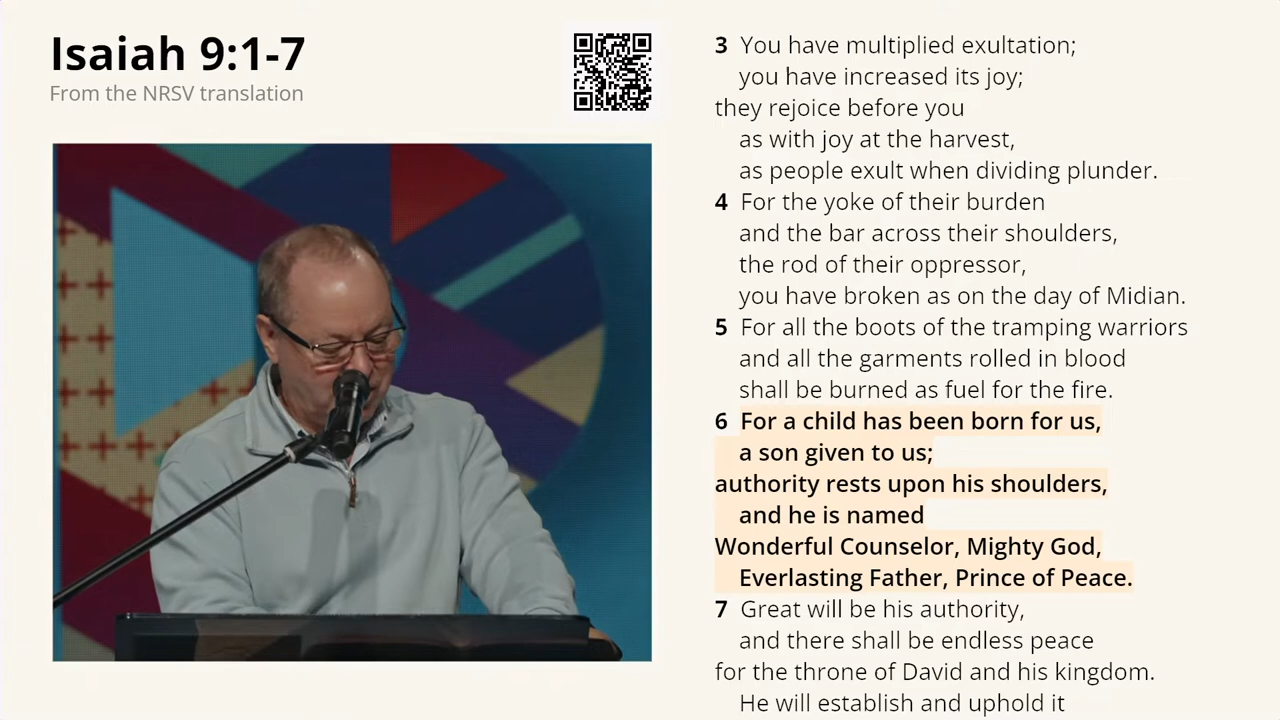 Isaiah 9:1-7
From the NRSV translation
3 You have multiplied exultation;
you have increased its joy;
they rejoice before you
as with joy at the harvest,
as people exult when dividing plunder.
4 For the yoke of their burden
and the bar across their shoulders,
the rod of their oppressor,
you have broken as on the day of Midian.
5 For all the boots of the tramping warriors
and all the garments rolled in blood
shall be burned as fuel for the fire.
6 For a child has been born for us,
a son given to us;
authority rests upon his shoulders,
and he is named
Wonderful Counselor, Mighty God,
Everlasting Father, Prince of Peace.
7 Great will be his authority,
and there shall be endless peace
for the throne of David and his kingdom.
He will establish and uphold it